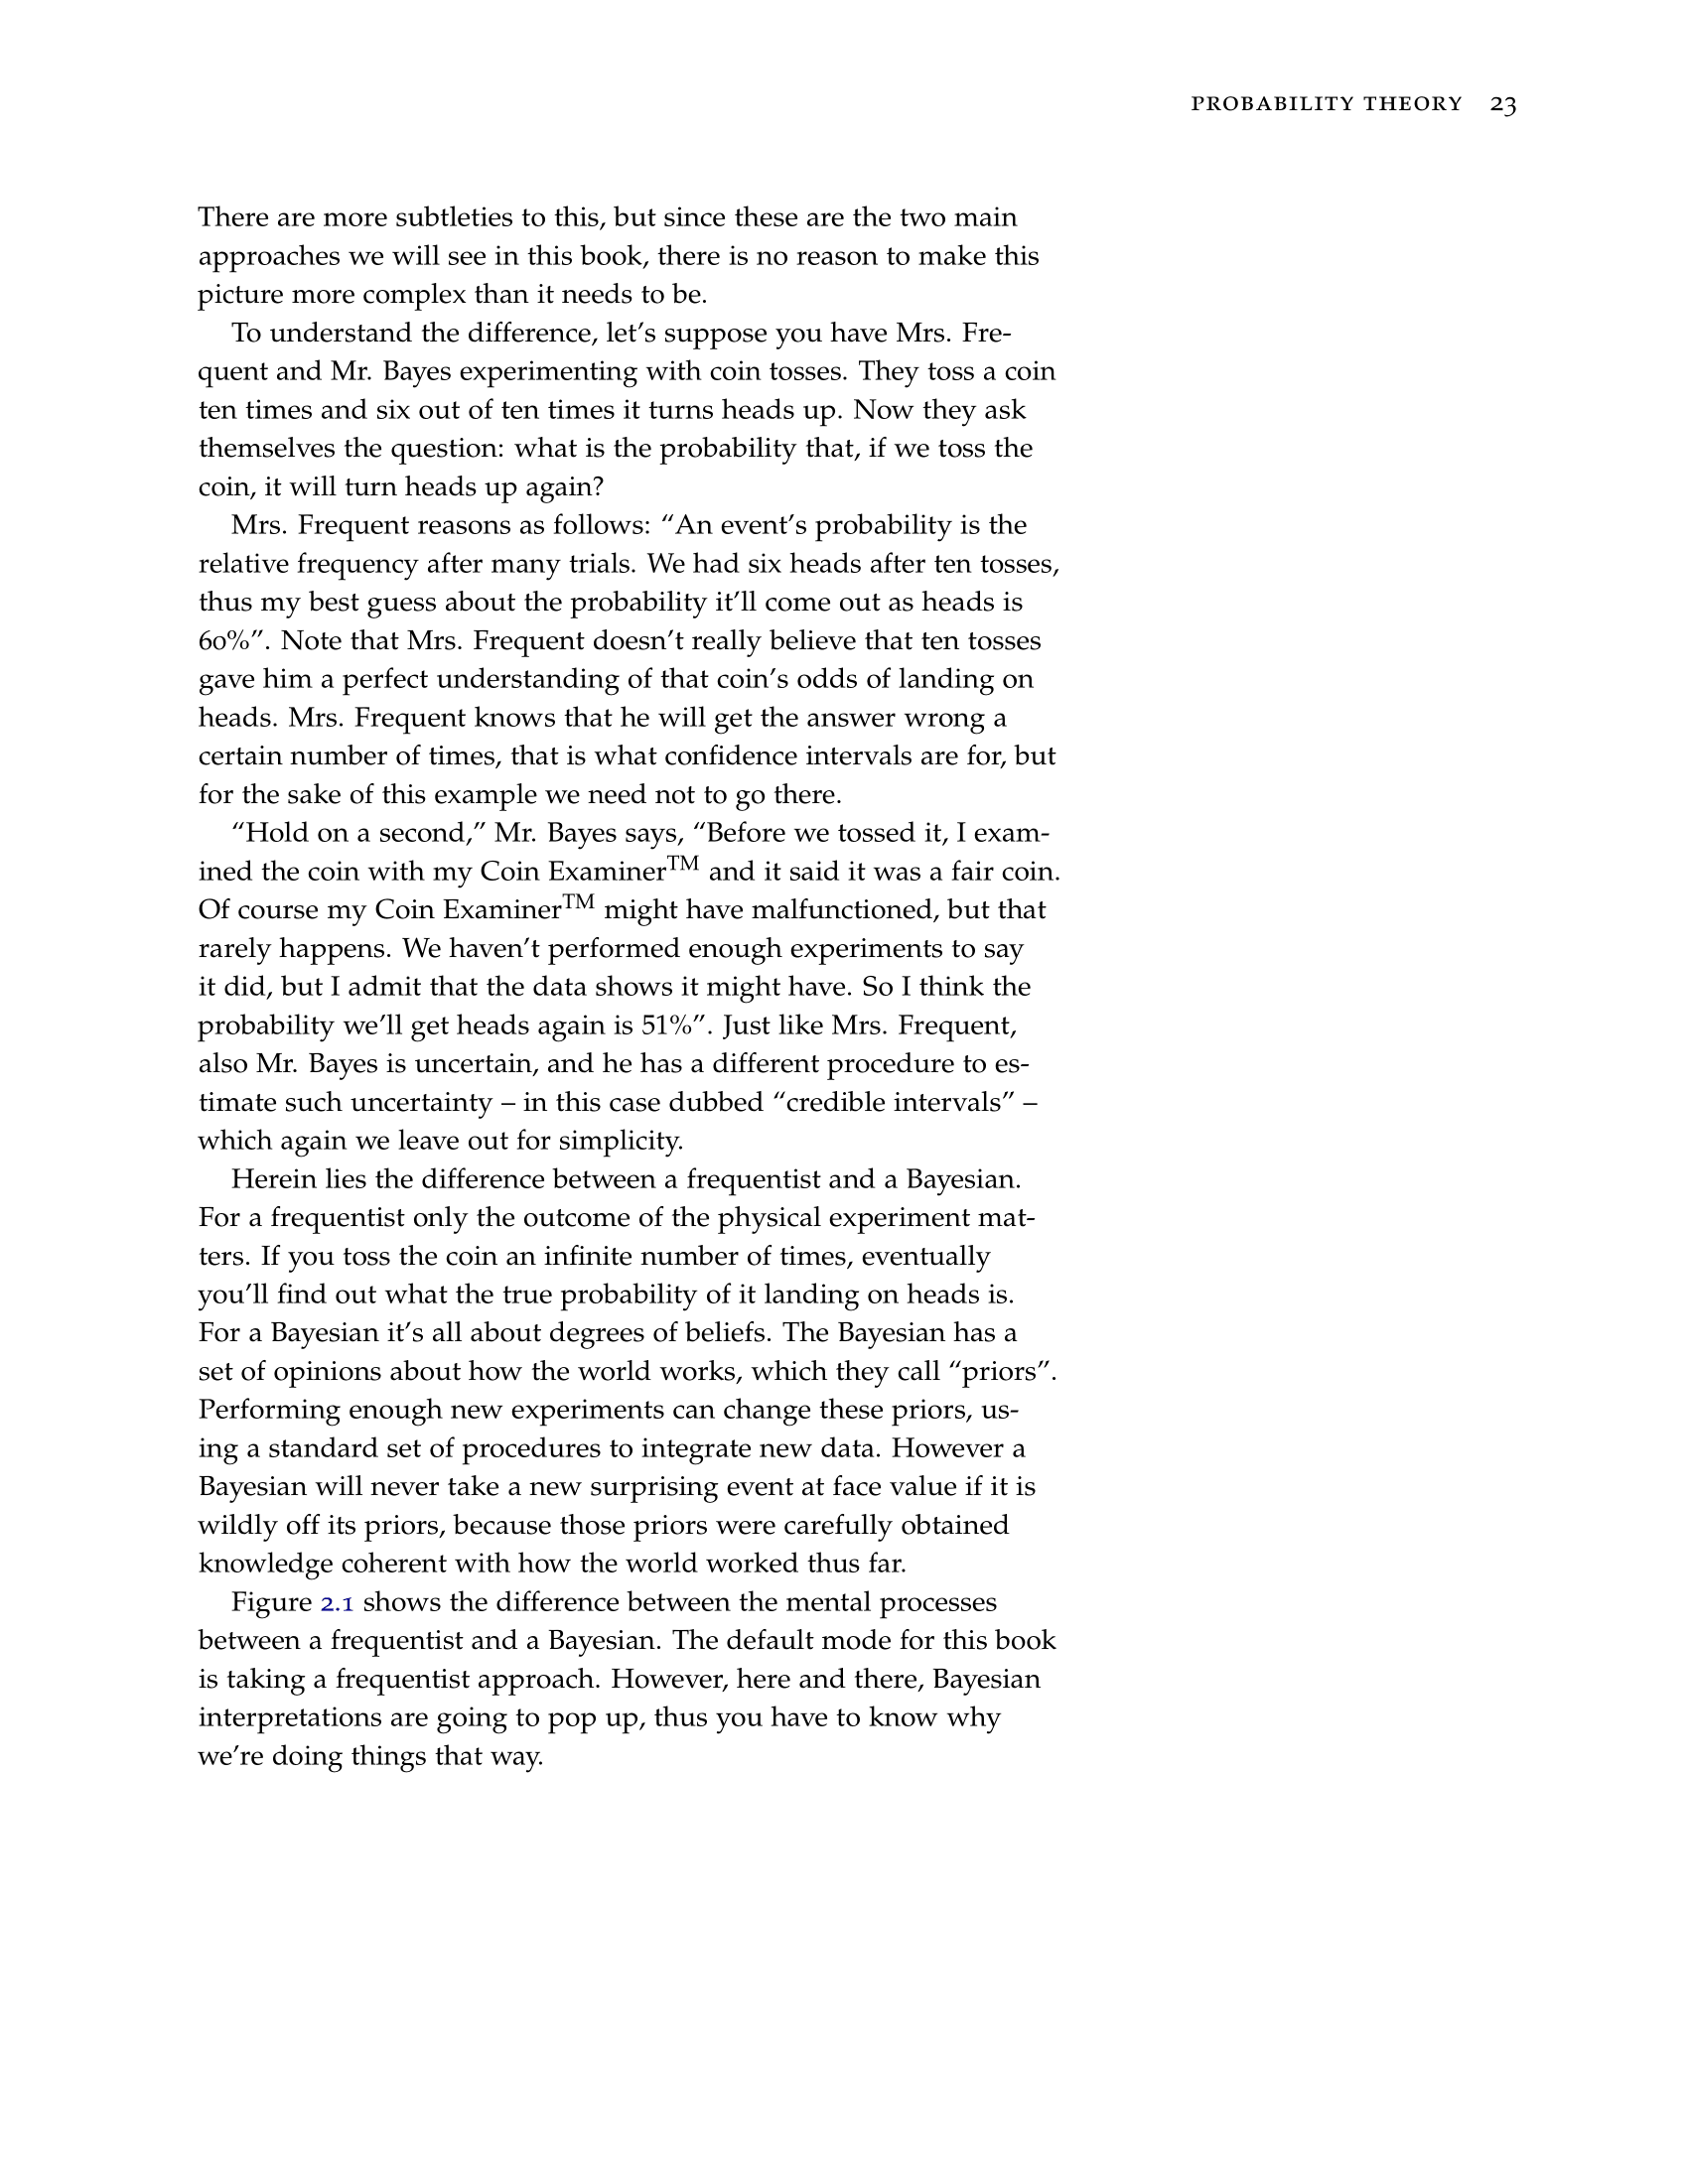 PROBABILITY THEORY 23
There are more subtleties to this, but since these are the two main
approaches we will see in this book, there is no reason to make this
picture more complex than it needs to be.
To understand the difference, let’s suppose you have Mrs. Fre-
quent and Mr. Bayes experimenting with coin tosses. They toss a coin
ten times and six out of ten times it turns heads up. Now they ask
themselves the question: what is the probability that, if we toss the
coin, it will turn heads up again?
Mrs. Frequent reasons as follows: “An event’s probability is the
relative frequency after many trials. We had six heads after ten tosses,
thus my best guess about the probability it’ll come out as heads is
60%”. Note that Mrs. Frequent doesn’t really believe that ten tosses
gave him a perfect understanding of that coin’s odds of landing on
heads. Mrs. Frequent knows that he will get the answer wrong a
certain number of times, that is what confidence intervals are for, but
for the sake of this example we need not to go there.
“Hold on a second,” Mr. Bayes says, “Before we tossed it, I exam-
ined the coin with my Coin Examiner™ and it said it was a fair coin.
Of course my Coin Examiner™ might have malfunctioned, but that
rarely happens. We haven’t performed enough experiments to say
it did, but I admit that the data shows it might have. So I think the
probability we’ll get heads again is 51%”. Just like Mrs. Frequent,
also Mr. Bayes is uncertain, and he has a different procedure to es-
timate such uncertainty – in this case dubbed “credible intervals” –
which again we leave out for simplicity.
Herein lies the difference between a frequentist and a Bayesian.
For a frequentist only the outcome of the physical experiment mat-
ters. If you toss the coin an infinite number of times, eventually
you’ll find out what the true probability of it landing on heads is.
For a Bayesian it’s all about degrees of beliefs. The Bayesian has a
set of opinions about how the world works, which they call “priors”.
Performing enough new experiments can change these priors, us-
ing a standard set of procedures to integrate new data. However a
Bayesian will never take a new surprising event at face value if it is
wildly off its priors, because those priors were carefully obtained
knowledge coherent with how the world worked thus far.
Figure 2.1 shows the difference between the mental processes
between a frequentist and a Bayesian. The default mode for this book
is taking a frequentist approach. However, here and there, Bayesian
interpretations are going to pop up, thus you have to know why
we’re doing things that way.